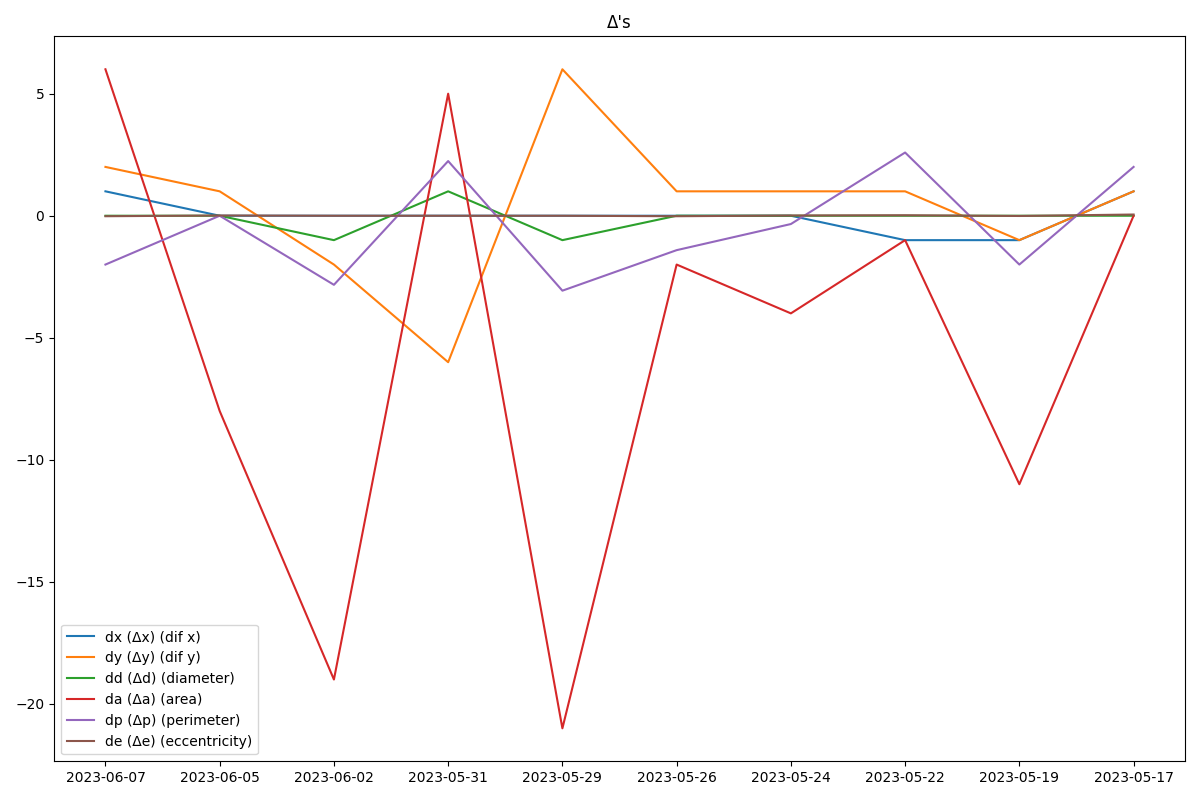 Δ's
5
0
−5
−10
−15
−20
dx (Δx) (dif x)
dy (Δy) (dif y)
dd (Δd) (diameter)
da (Δa) (area)
dp (Δp) (perimeter)
de (Δe) (eccentricity)
2023-06-07 2023-06-05 2023-06-02 2023-05-31 2023-05-29 2023-05-26 2023-05-24 2023-05-22 2023-05-19 2023-05-17